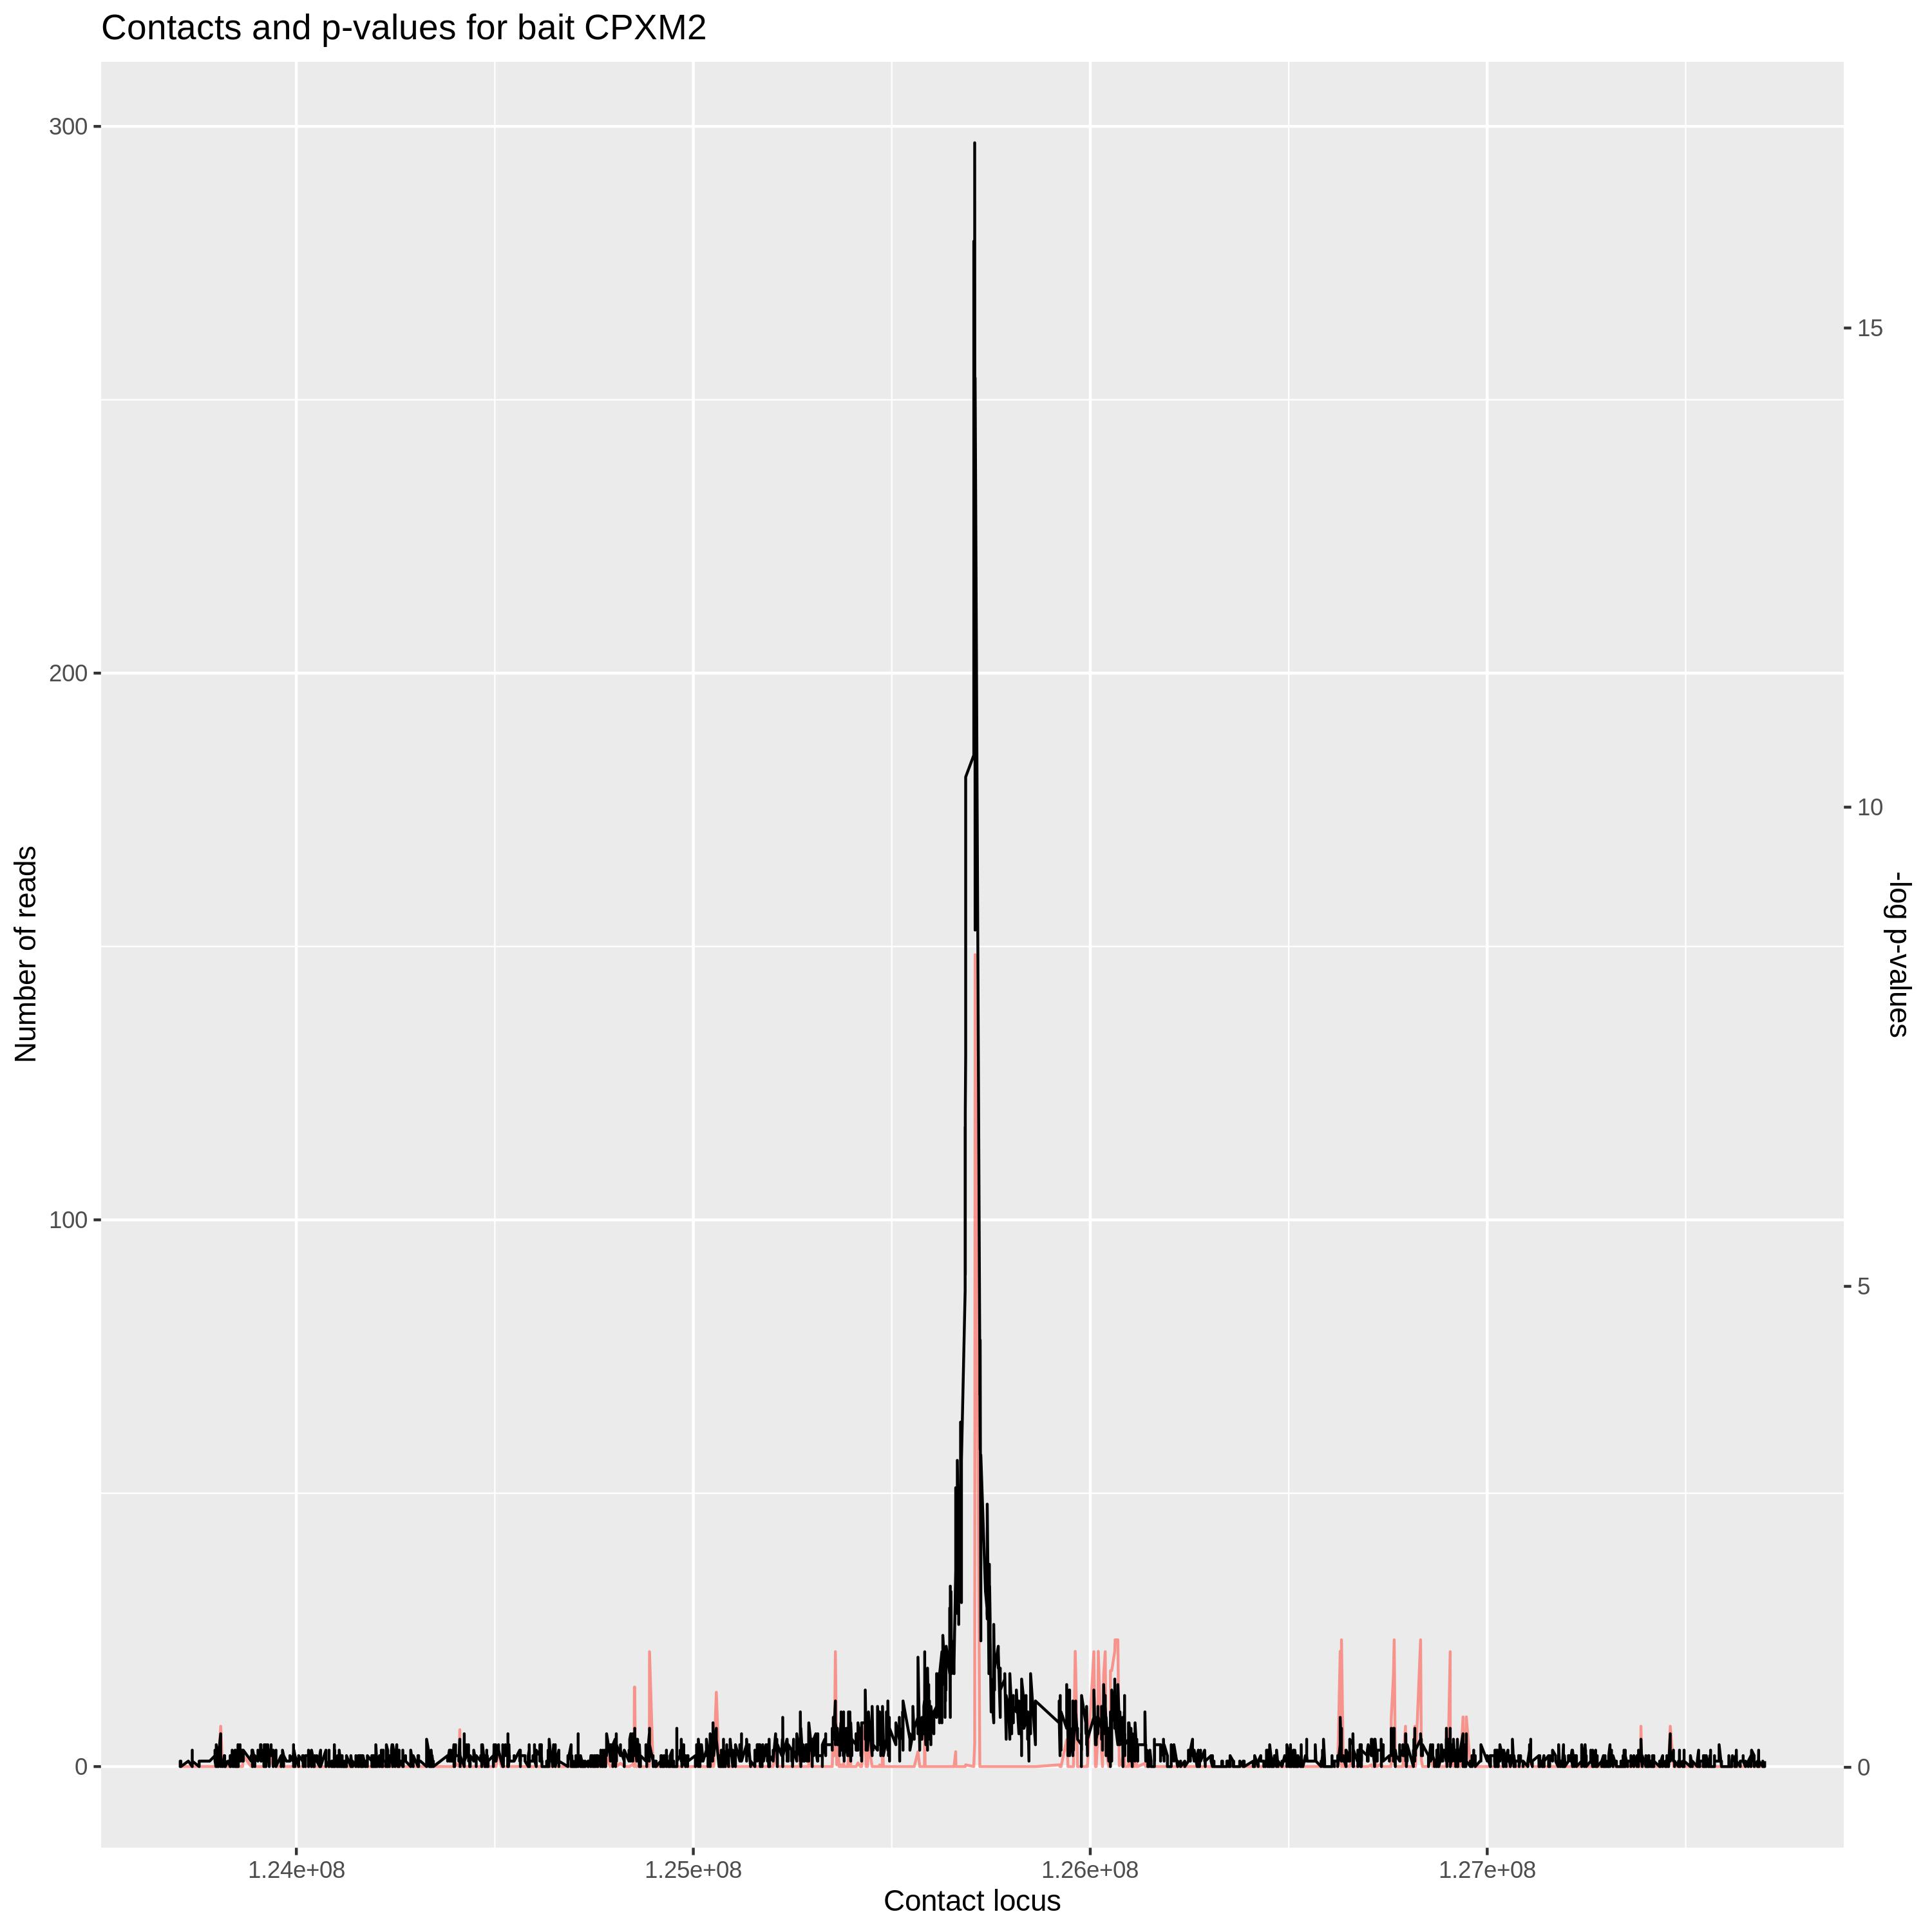 Contacts and p-values for bait CPXM2
300
200
100
0
Number of reads
15
10
5
0
-log p-values
1.24e+08
1.25e+08
1.26e+08
1.27e+08
Contact locus